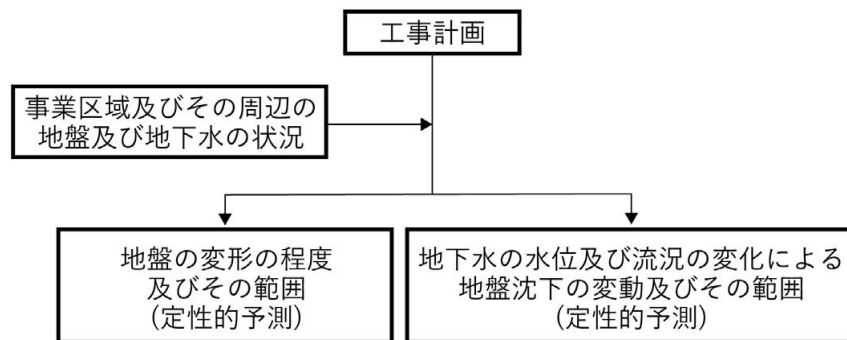 工事計画
事業区域及びその周辺の
地盤及び地下水の状況
地盤の変形の程度
及びその範囲
(定性的予測)
地下水の水位及び流況の変化による
地盤沈下の変動及びその範囲
(定性的予測)